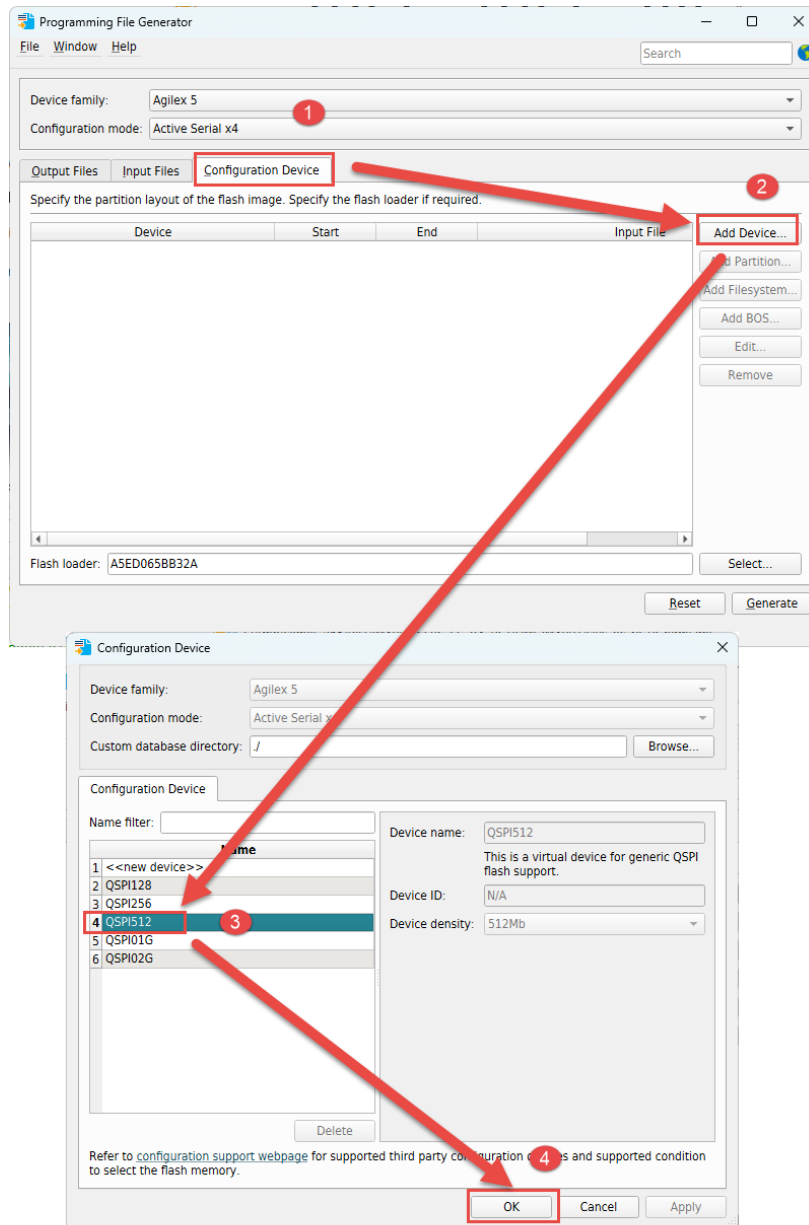 Programming File Generator
File Window Help
Search
Device family: Agilex 5
1
Configuration mode: Active Serial x4
Output Files Input Files Configuration Device
2
Specify the partition layout of the flash image. Specify the flash loader if required.
Device Start End Input File
Add Device...
Partition...
Add Filesystem...
Add BOS...
Edit...
Remove
Flash loader: A5ED065BB32A Select...
Reset Generate
Configuration Device
Device family: Agilex 5
Configuration mode: Active Serial
Custom database directory: ./ Browse...
Configuration Device
Name filter:
Name
1 <<new device>>
2 QSPI128
3 QSPI256
4 QSPI512
3
5 QSPI01G
6 QSPI02G
Device name: QSPI512
This is a virtual device for generic QSPI
flash support.
Device ID: N/A
Device density: 512Mb
Delete
4
Refer to configuration support webpage for supported third party and supported condition
to select the flash memory.
OK Cancel Apply